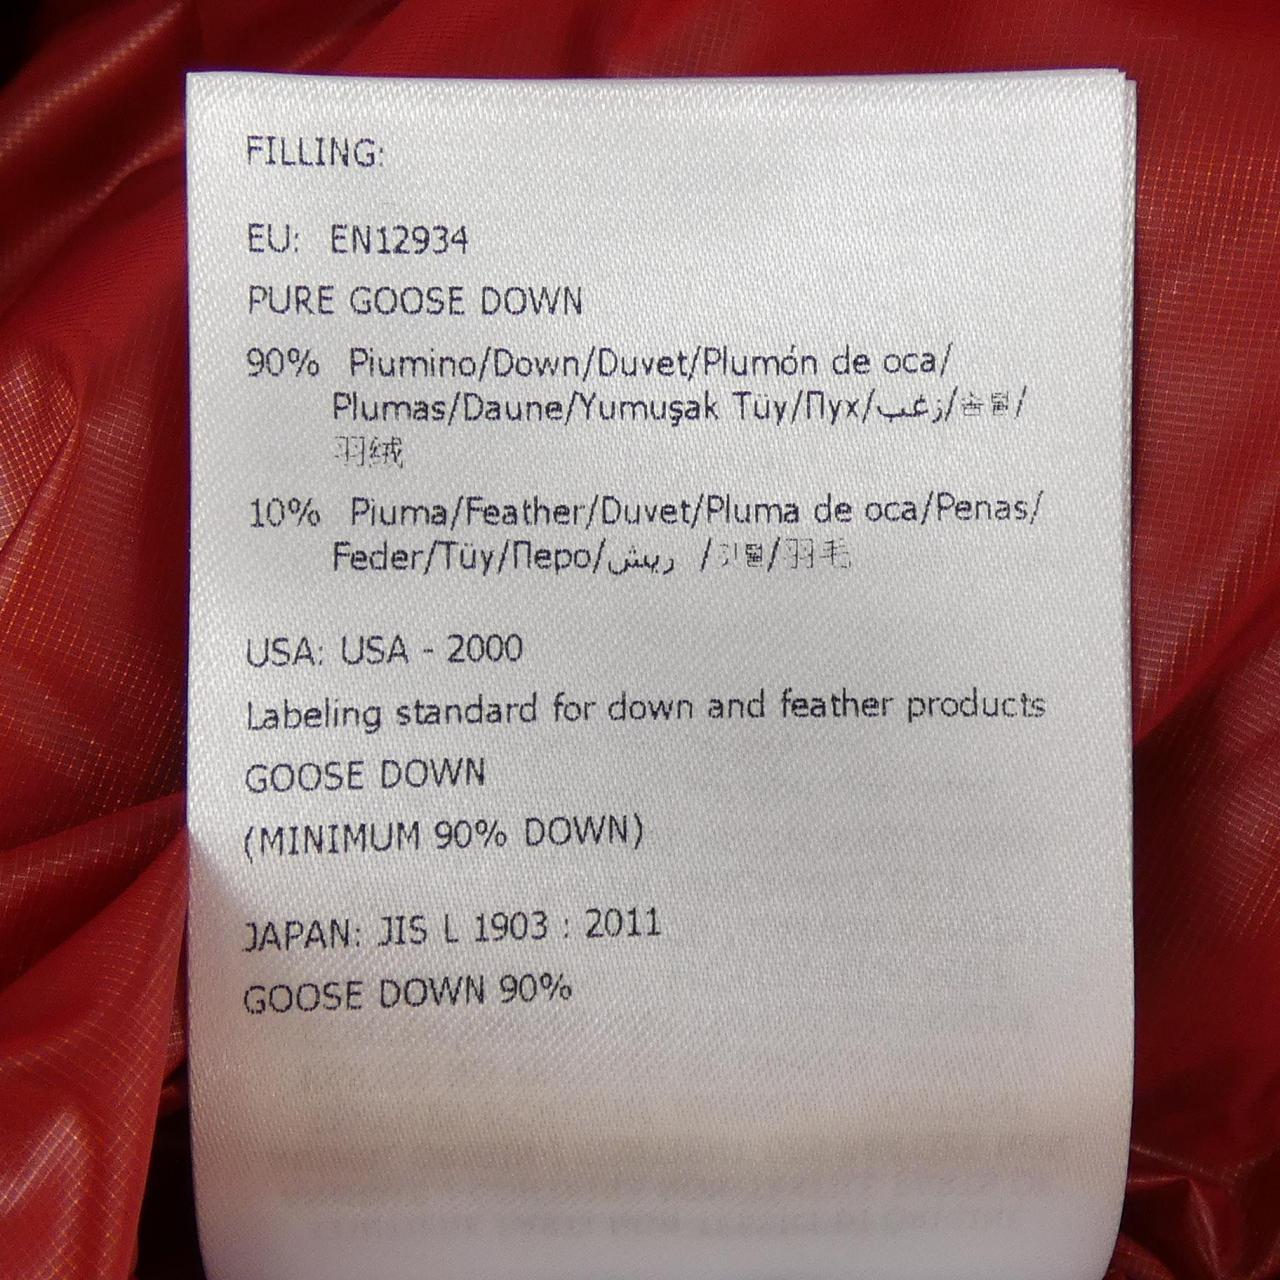 FILLING:
EU: EN12934
PURE GOOSE DOWN
90% Piumino/Down/Duvet/Plumón de oca/
Plumas/Daune/Yumuşak Tüy/Пух/زغب/솜털/
羽绒
10% Piuma/Feather/Duvet/Pluma de oca/Penas/
Feder/Tüy/Перо/ريش /깃털/羽毛
USA: USA - 2000
Labeling standard for down and feather products
GOOSE DOWN
(MINIMUM 90% DOWN)
JAPAN: JIS L 1903 : 2011
GOOSE DOWN 90%